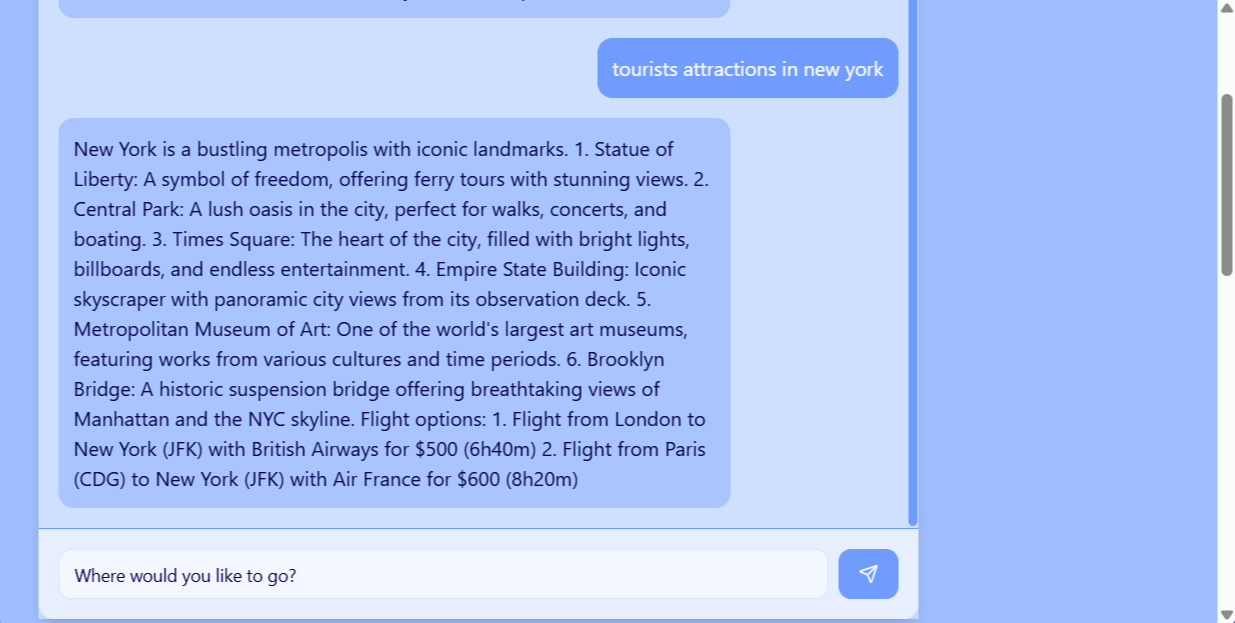 tourists attractions in new york
New York is a bustling metropolis with iconic landmarks. 1. Statue of
Liberty: A symbol of freedom, offering ferry tours with stunning views. 2.
Central Park: A lush oasis in the city, perfect for walks, concerts, and
boating. 3. Times Square: The heart of the city, filled with bright lights,
billboards, and endless entertainment. 4. Empire State Building: Iconic
skyscraper with panoramic city views from its observation deck. 5.
Metropolitan Museum of Art: One of the world's largest art museums,
featuring works from various cultures and time periods. 6. Brooklyn
Bridge: A historic suspension bridge offering breathtaking views of
Manhattan and the NYC skyline. Flight options: 1. Flight from London to
New York (JFK) with British Airways for $500 (6h40m) 2. Flight from Paris
(CDG) to New York (JFK) with Air France for $600 (8h20m)
Where would you like to go?